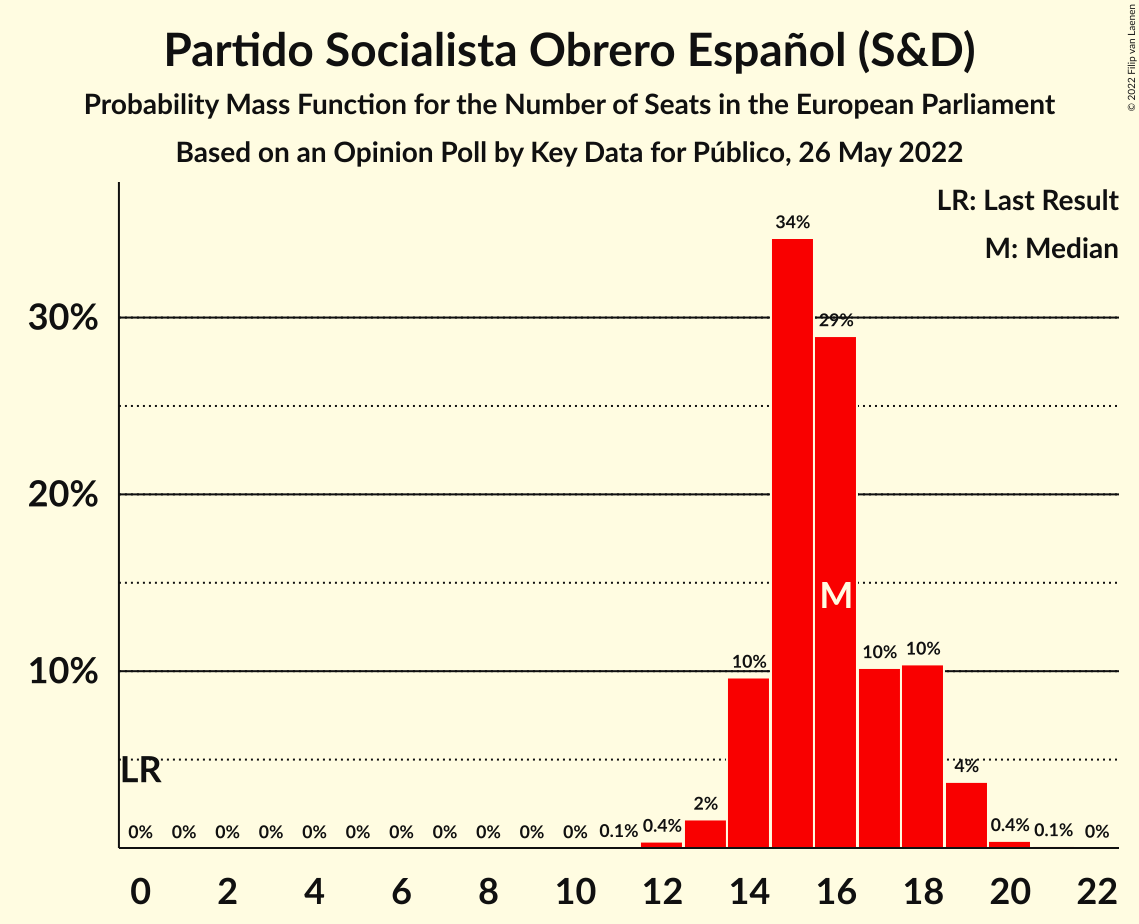 Partido Socialista Obrero Español (S&D)
Probability Mass Function for the Number of Seats in the European Parliament
Based on an Opinion Poll by Key Data for Público, 26 May 2022
© 2022 Filip van Laenen
LR: Last Result
M: Median
34%
30%
29%
20%
M
10%
10%
10%
10%
LR
4%
2%
0% 0% 0% 0% 0% 0% 0% 0% 0% 0% 0% 0.1% 0.4% 0.4% 0.1% 0%
0 2 4 6 8 10 12 14 16 18 20 22